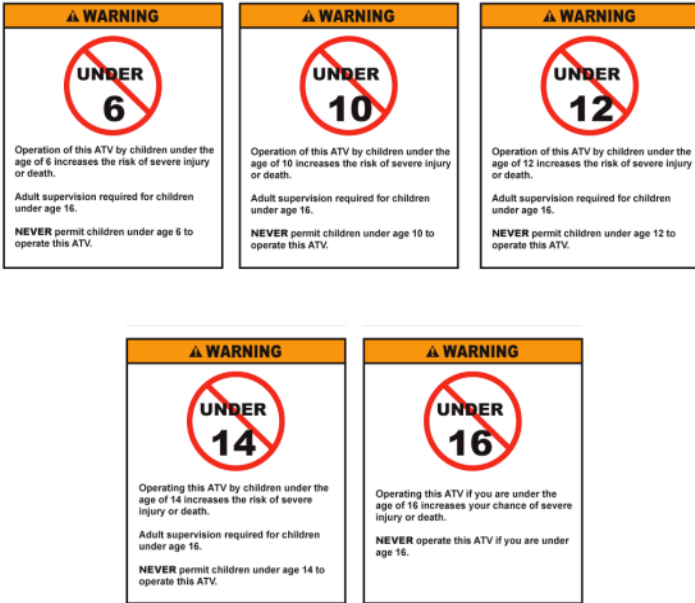 WARNING
UNDER
6
Operation of this ATV by children under the
age of 6 increases the risk of severe injury
or death.
Adult supervision required for children
under age 16.
NEVER permit children under age 6 to
operate this ATV.
WARNING
UNDER
10
Operation of this ATV by children under the
age of 10 increases the risk of severe injury
or death.
Adult supervision required for children
under age 16.
NEVER permit children under age 10 to
operate this ATV.
WARNING
UNDER
12
Operation of this ATV by children under the
age of 12 increases the risk of severe injury
or death.
Adult supervision required for children
under age 16.
NEVER permit children under age 12 to
operate this ATV.
WARNING
UNDER
14
Operating this ATV by children under the
age of 14 increases the risk of severe
injury or death.
Adult supervision required for children
under age 16.
NEVER permit children under age 14 to
operate this ATV.
WARNING
UNDER
16
Operating this ATV if you are under the
age of 16 increases your chance of severe
injury or death.
NEVER operate this ATV if you are under
age 16.